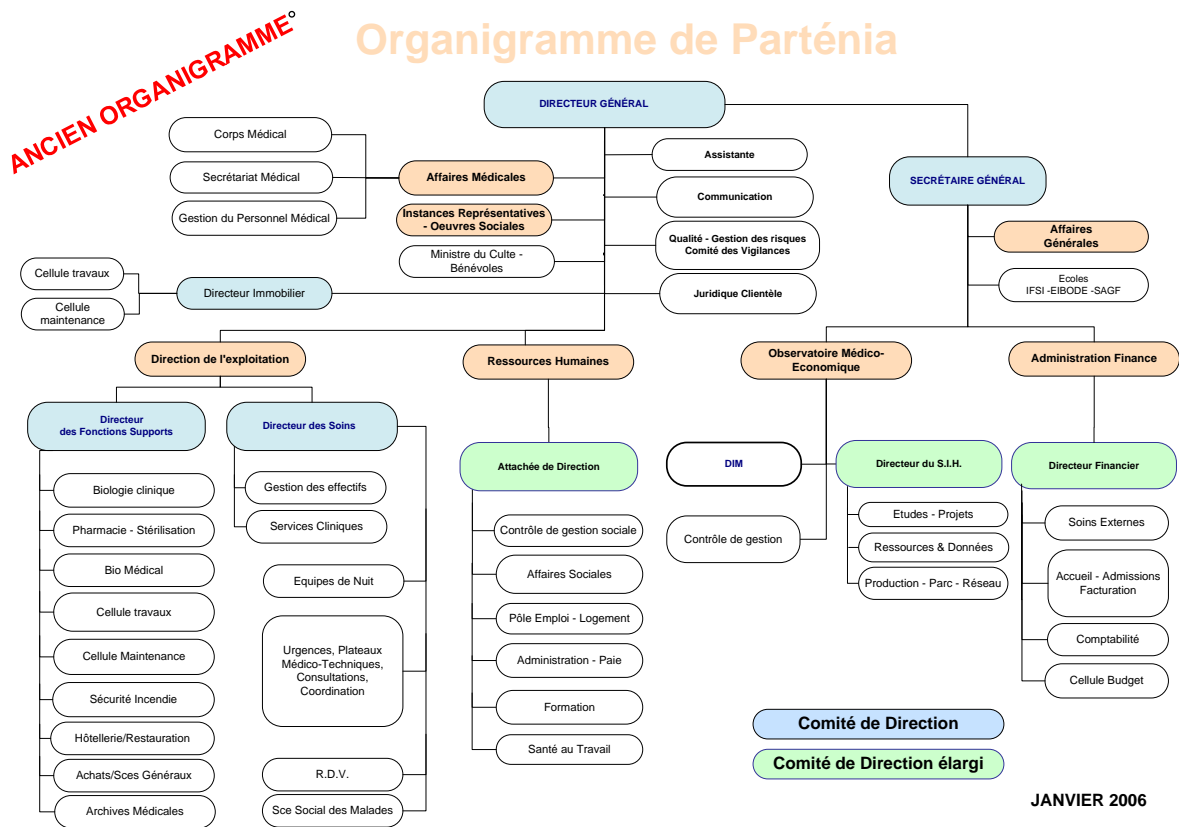 ANCIEN ORGANIGRAMME°
Organigramme de Parténia
DIRECTEUR GÉNÉRAL
Corps Médical
Assistante
Secrétariat Médical
Affaires Médicales
SECRÉTAIRE GÉNÉRAL
Communication
Gestion du Personnel Médical
Instances Représentatives
- Oeuvres Sociales
Affaires
Générales
Qualité - Gestion des risques
Comité des Vigilances
Ministre du Culte -
Bénévoles
Cellule travaux
Ecoles
IFSI -EIBODE -SAGF
Directeur Immobilier
Juridique Clientèle
Cellule
maintenance
Direction de l'exploitation
Ressources Humaines
Observatoire Médico-
Economique
Administration Finance
Directeur
des Fonctions Supports
Directeur des Soins
Attachée de Direction
DIM
Directeur du S.I.H.
Directeur Financier
Biologie clinique
Pharmacie - Stérilisation
Bio Médical
Cellule travaux
Cellule Maintenance
Sécurité Incendie
Hôtellerie/Restauration
Achats/Sces Généraux
Archives Médicales
Gestion des effectifs
Services Cliniques
Equipes de Nuit
Urgences, Plateaux
Médico-Techniques,
Consultations,
Coordination
R.D.V.
Sce Social des Malades
Contrôle de gestion sociale
Affaires Sociales
Pôle Emploi - Logement
Administration - Paie
Formation
Santé au Travail
Contrôle de gestion
Etudes - Projets
Ressources & Données
Production - Parc - Réseau
Soins Externes
Accueil - Admissions
Facturation
Comptabilité
Cellule Budget
Comité de Direction
Comité de Direction élargi
JANVIER 2006